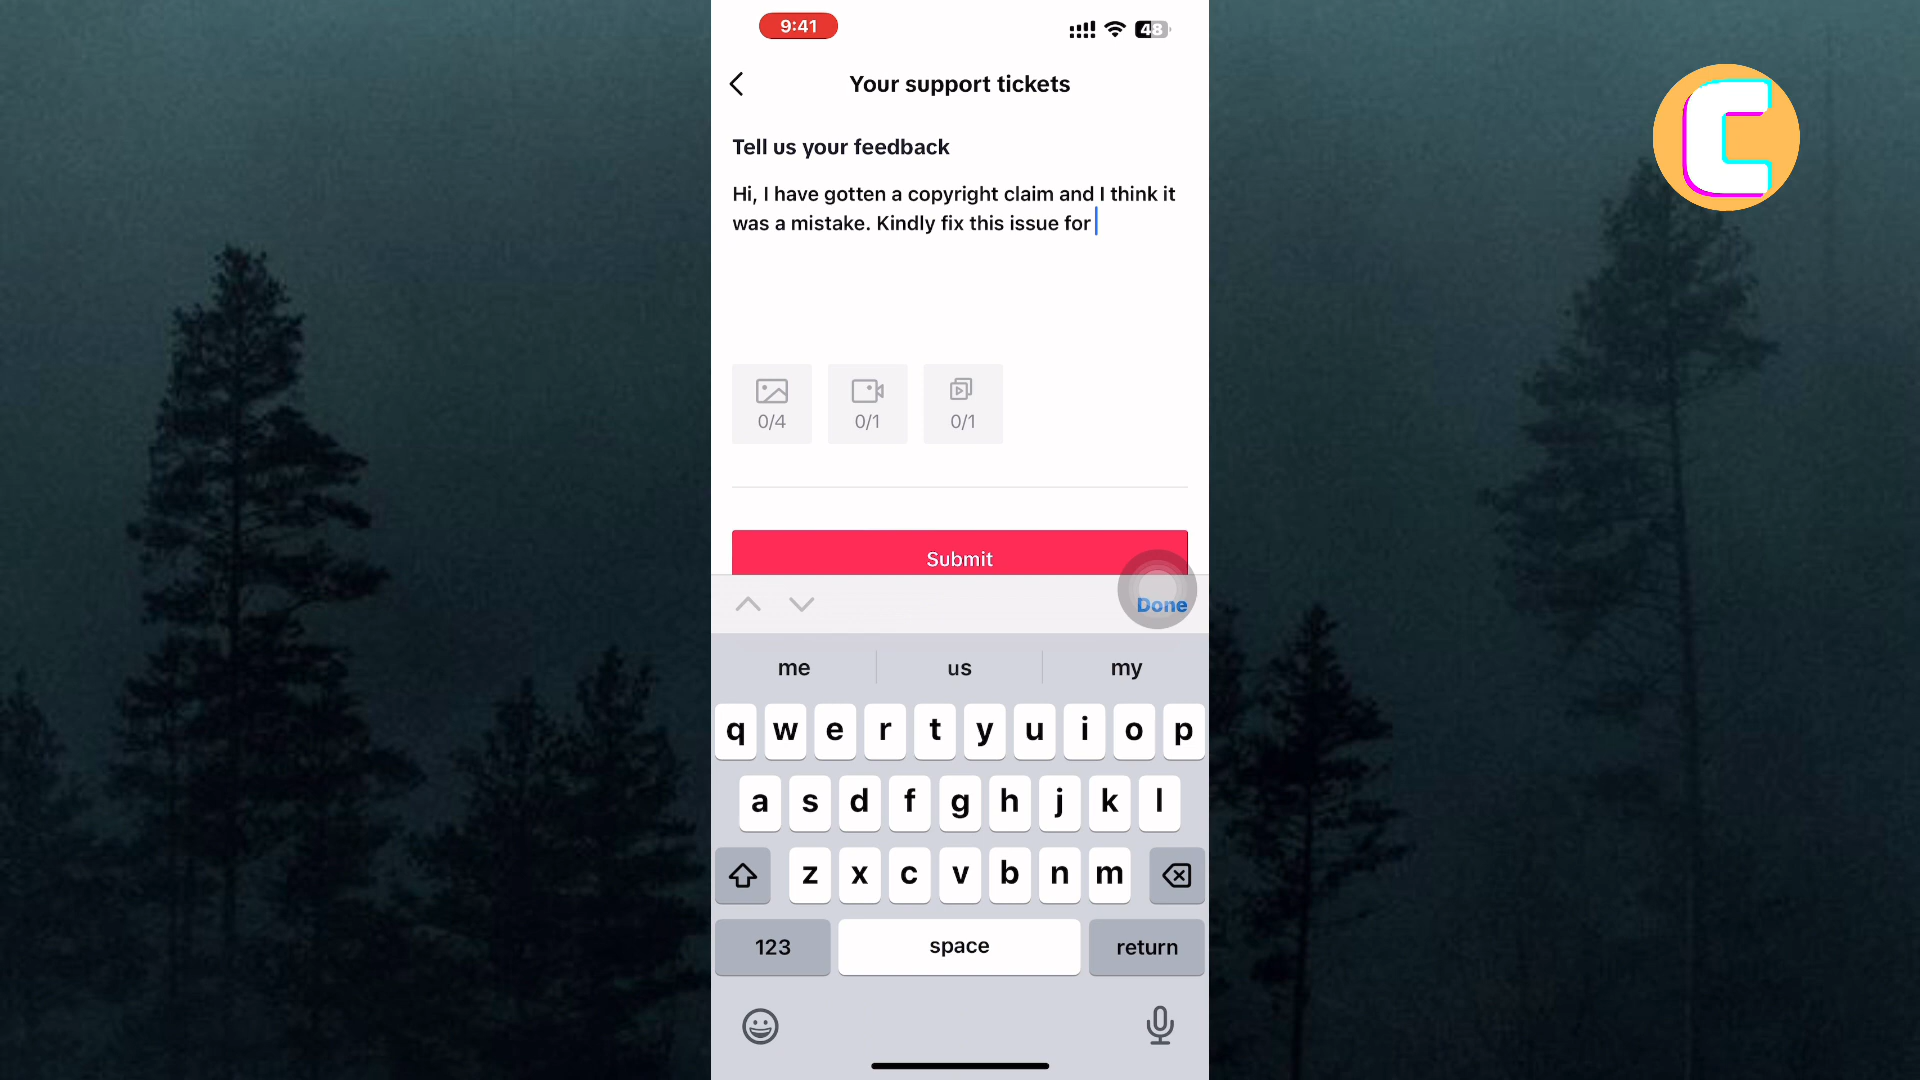 9:41
48
Your support tickets
Tell us your feedback
Hi, I have gotten a copyright claim and I think it
was a mistake. Kindly fix this issue for
0/4 0/1 0/1
Submit
Done
me us my
q w e r t y u i o p
a s d f g h j k l
z x c v b n m
123 space return
C